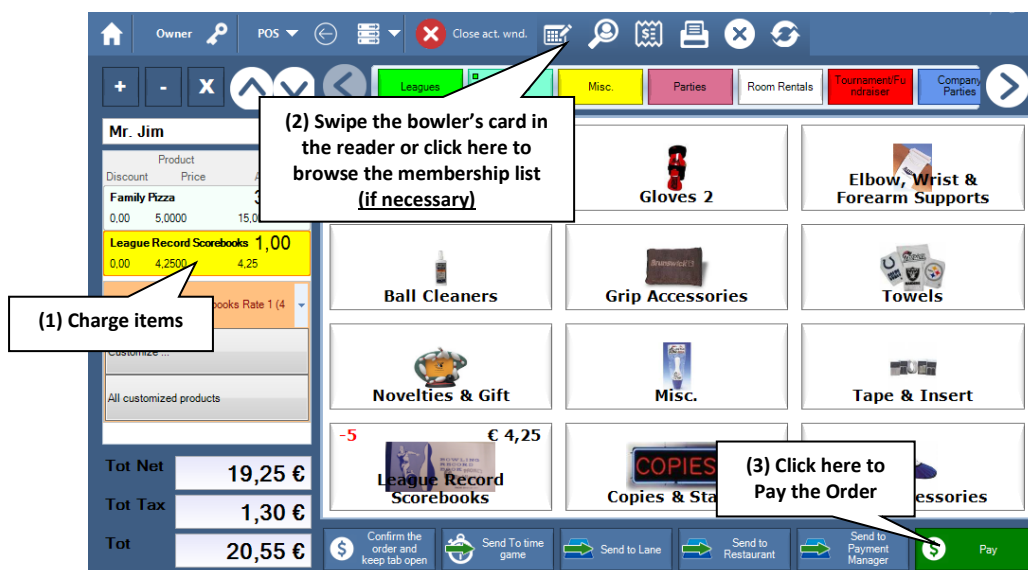 Owner
POS
Close act. wnd.
+
-
X
Leagues
Misc.
Parties
Room Rentals
Tournament/Fu
ndraiser
Company
Parties
(2) Swipe the bowler's card in
the reader or click here to
browse the membership list
(if necessary)
Mr. Jim
Product
Discount Price
Family Pizza
0,00 5,0000 15,0
League Record Scorebooks 1,00
0,00 4,2500 4,25
ooks Rate 1 (4
(1) Charge items
Customize ...
All customized products
Tot Net 19,25 €
Tot Tax 1,30 €
Tot 20,55 €
Gloves 2
Elbow, Wrist &
Forearm Supports
Ball Cleaners
Brunswick
Grip Accessories
Towels
Novelties & Gift
Misc.
Tape & Insert
-5 € 4,25
BOWLING
RECORD
League Record
Scorebooks
COPIES
Copies & Sta
(3) Click here to
Pay the Order
essories
Confirm the
order and
keep tab open
Send To time
game
Send to Lane
Send to
Restaurant
Send to
Payment
Manager
Pay